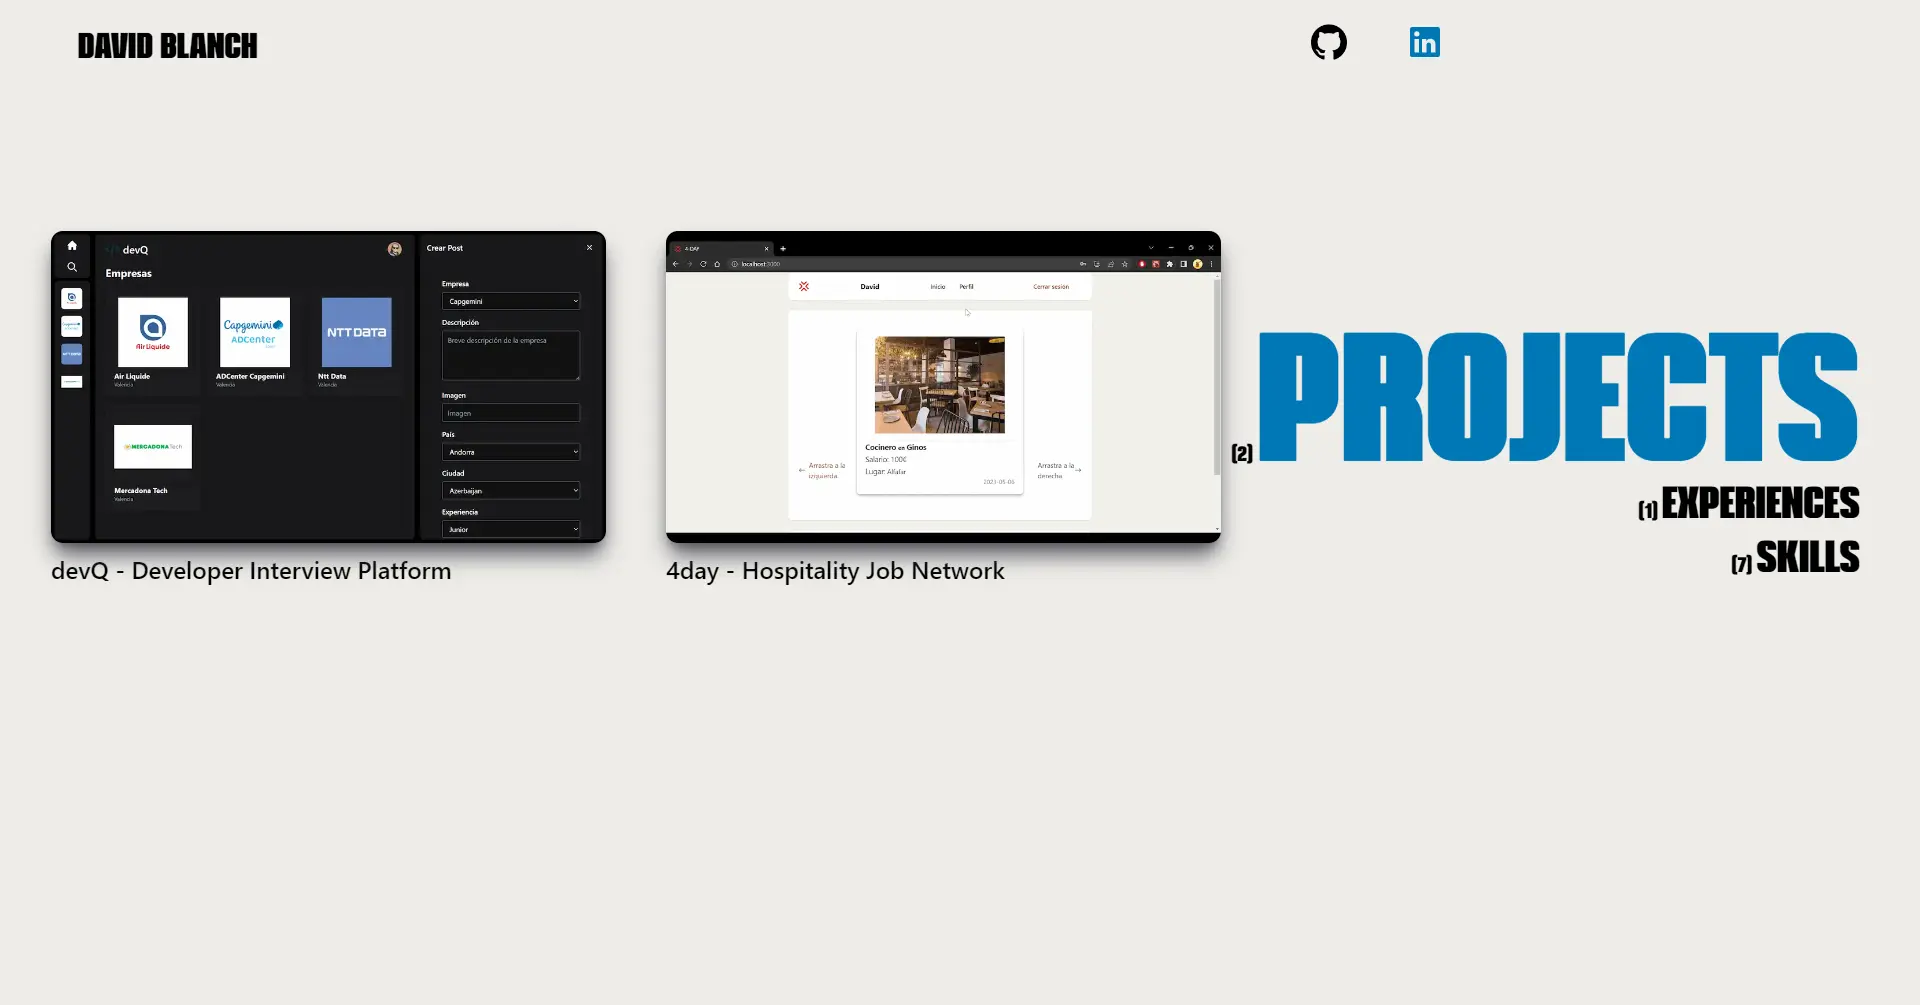 DAVID BLANCH
in
devQ
Empresas
Air Liquide
Air Liquide
Valencia
Capgemini
ADCenter
ADCenter Capgemini
Valencia
NTT DATA
Ntt Data
Valencia
MERCADONA Tech
Mercadona Tech
Valencia
Crear Post
Empresa
Capgemini
Descripción
Breve descripción de la empresa
Imagen
Imagen
País
Andorra
Ciudad
Azerbaijan
Experiencia
Junior
devQ - Developer Interview Platform
4-DAY
localhost:3000
David
Inicio
Perfil
Cerrar sesion
Cocinero en Ginos
Salario: 100€
Lugar: Alfafar
2023-05-06
Arrastra a la
izquierda
Arrastra a la
derecha
4day - Hospitality Job Network
(2) PROJECTS
(1) EXPERIENCES
(7) SKILLS